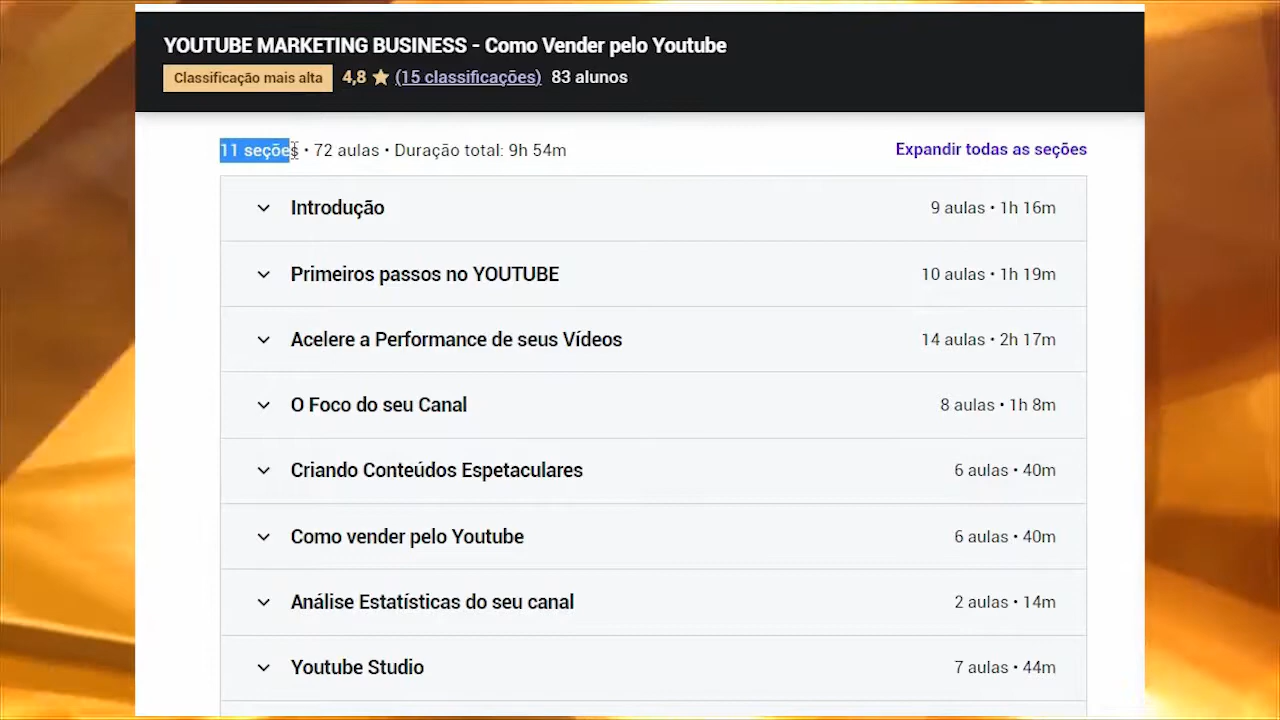 YOUTUBE MARKETING BUSINESS - Como Vender pelo Youtube
Classificação mais alta 4,8 (15 classificações) 83 alunos
11 seções • 72 aulas • Duração total: 9h 54m Expandir todas as seções
Introdução 9 aulas • 1h 16m
Primeiros passos no YOUTUBE 10 aulas • 1h 19m
Acelere a Performance de seus Vídeos 14 aulas • 2h 17m
O Foco do seu Canal 8 aulas • 1h 8m
Criando Conteúdos Espetaculares 6 aulas • 40m
Como vender pelo Youtube 6 aulas • 40m
Análise Estatísticas do seu canal 2 aulas • 14m
Youtube Studio 7 aulas • 44m